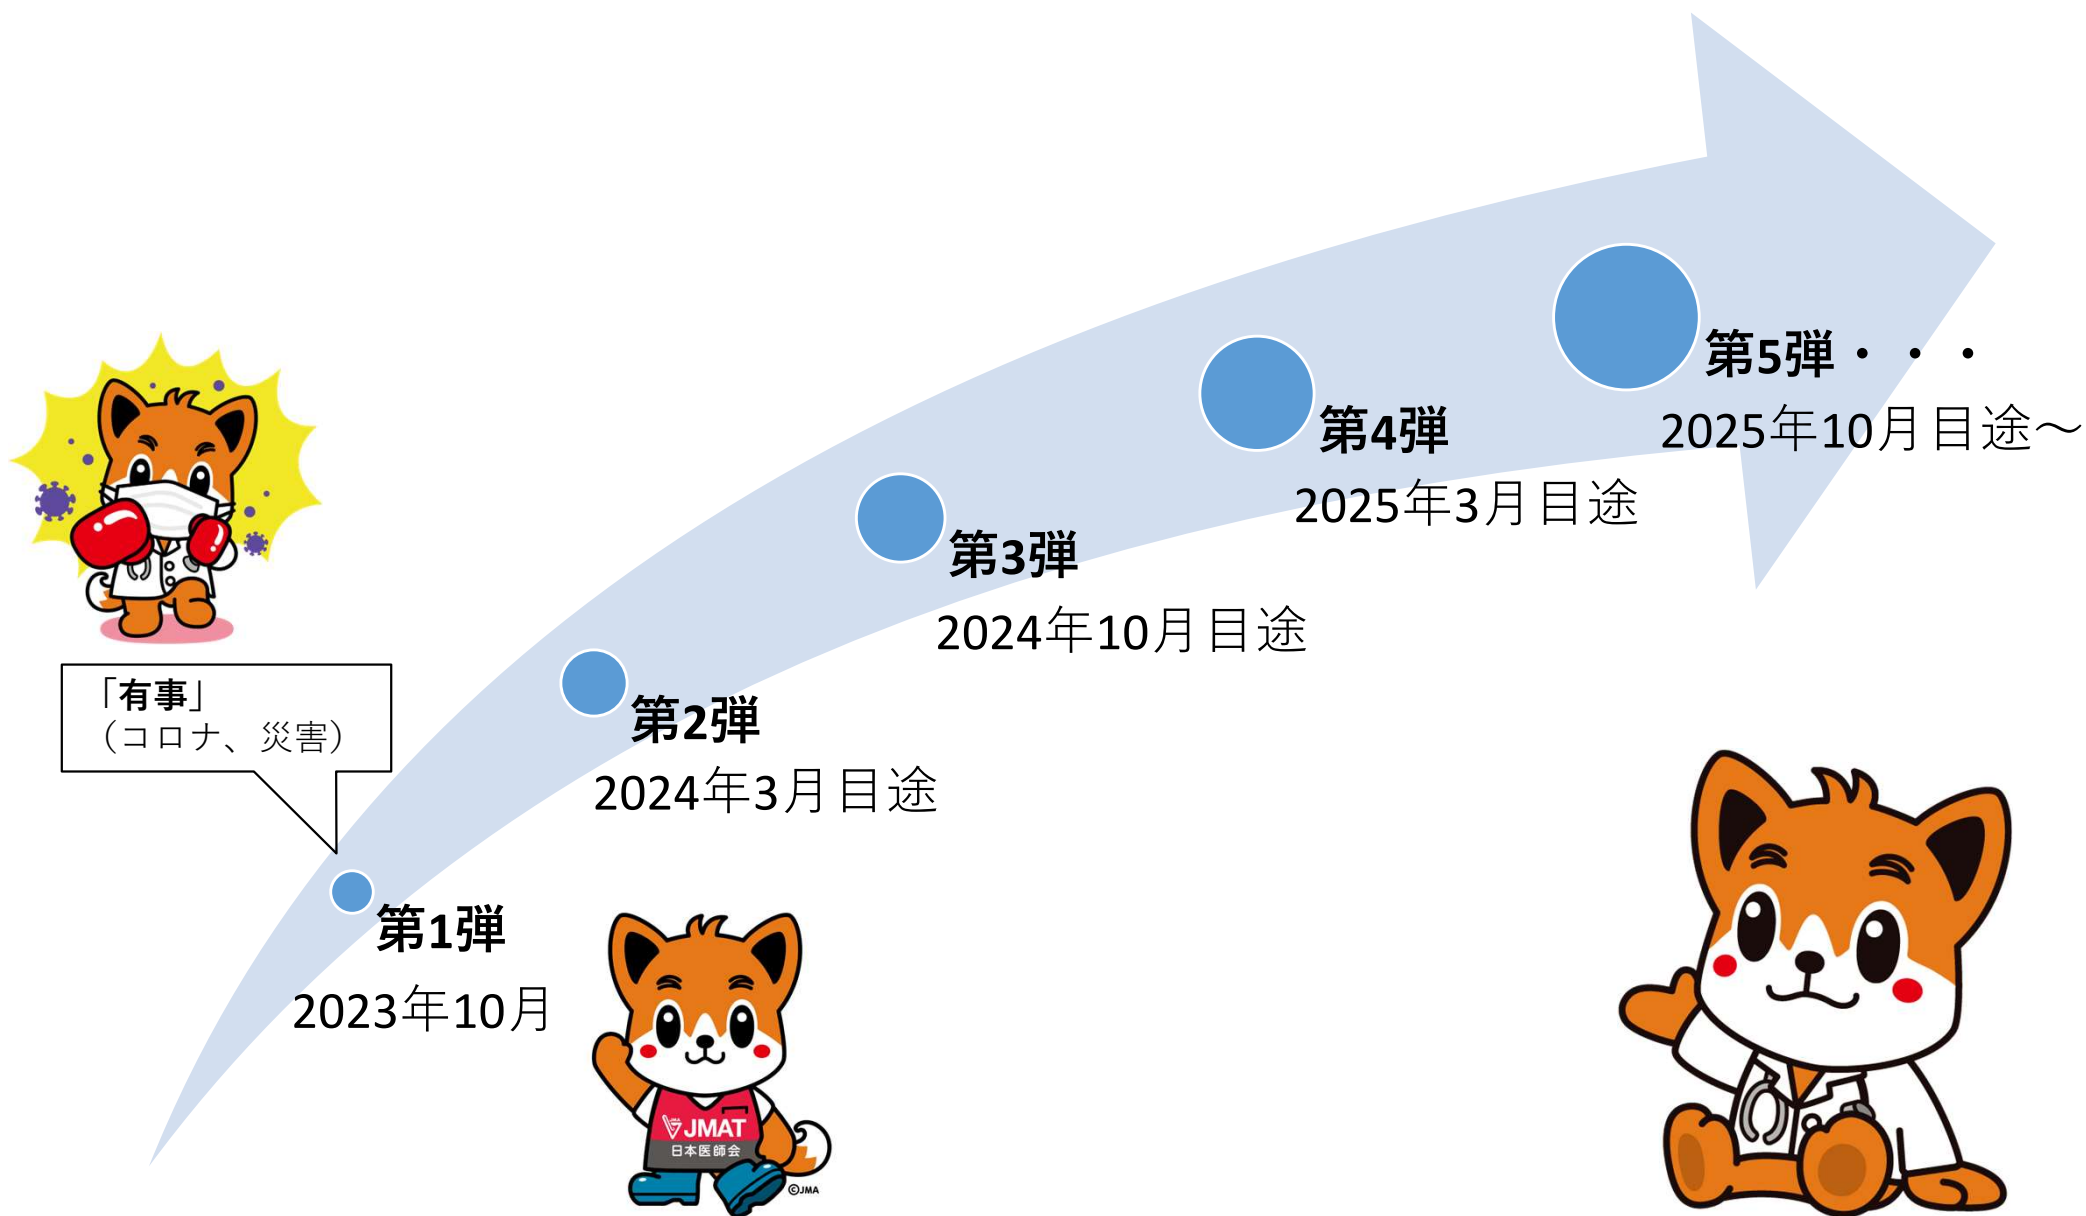 「有事」
（コロナ、災害）
第1弾
2023年10月
第2弾
2024年3月目途
第3弾
2024年10月目途
第4弾
2025年3月目途
第5弾・・・
2025年10月目途～
JMAT
日本医師会
©JMA